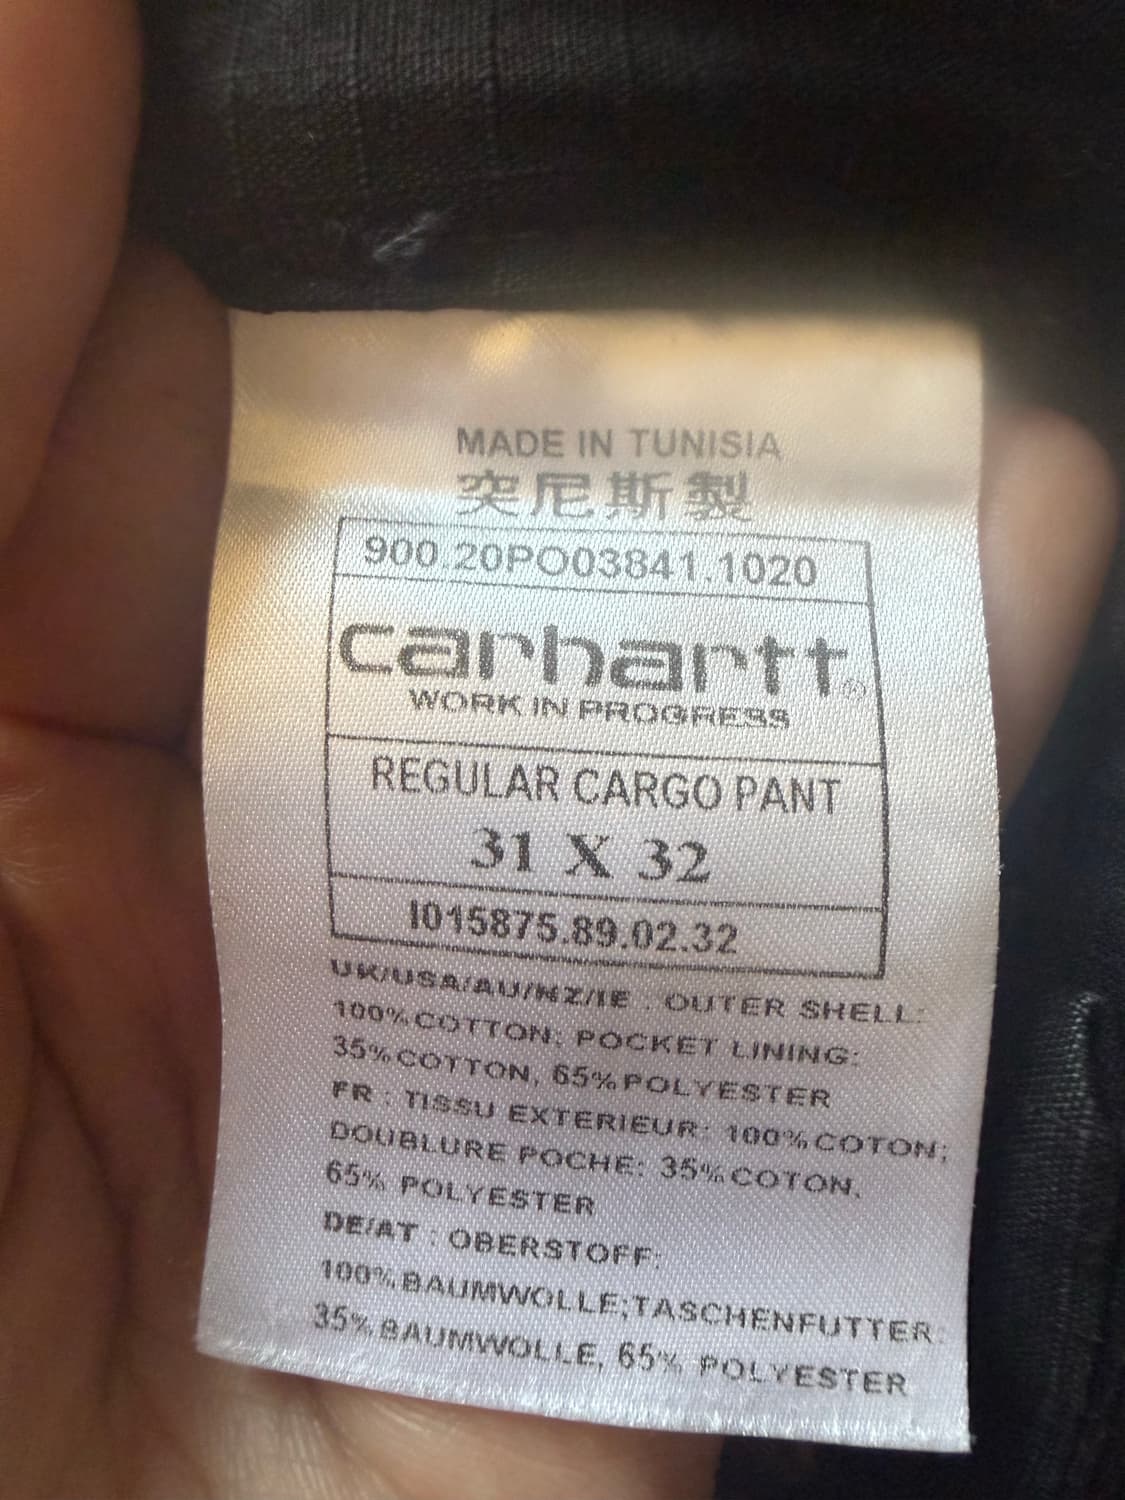 MADE IN TUNISIA
突尼斯製
900.20PO03841.1020
carhartt®
WORK IN PROGRESS
REGULAR CARGO PANT
31 X 32
I015875.89.02.32
UK/USA/AU/NZ/IE : OUTER SHELL:
100% COTTON; POCKET LINING:
35% COTTON, 65% POLYESTER
FR : TISSU EXTERIEUR: 100% COTON;
DOUBLURE POCHE: 35% COTON,
65% POLYESTER
DE/AT : OBERSTOFF:
100% BAUMWOLLE;TASCHENFUTTER:
35% BAUMWOLLE, 65% POLYESTER